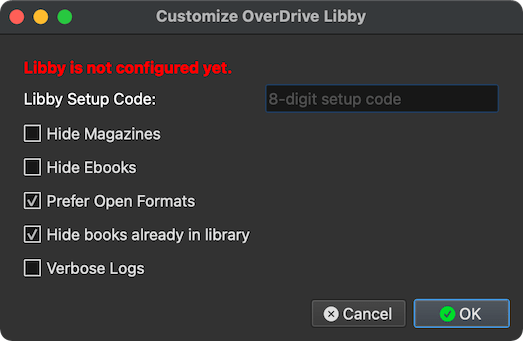 Customize OverDrive Libby
Libby is not configured yet.
Libby Setup Code: 8-digit setup code
Hide Magazines
Hide Ebooks
Prefer Open Formats
Hide books already in library
Verbose Logs
Cancel OK